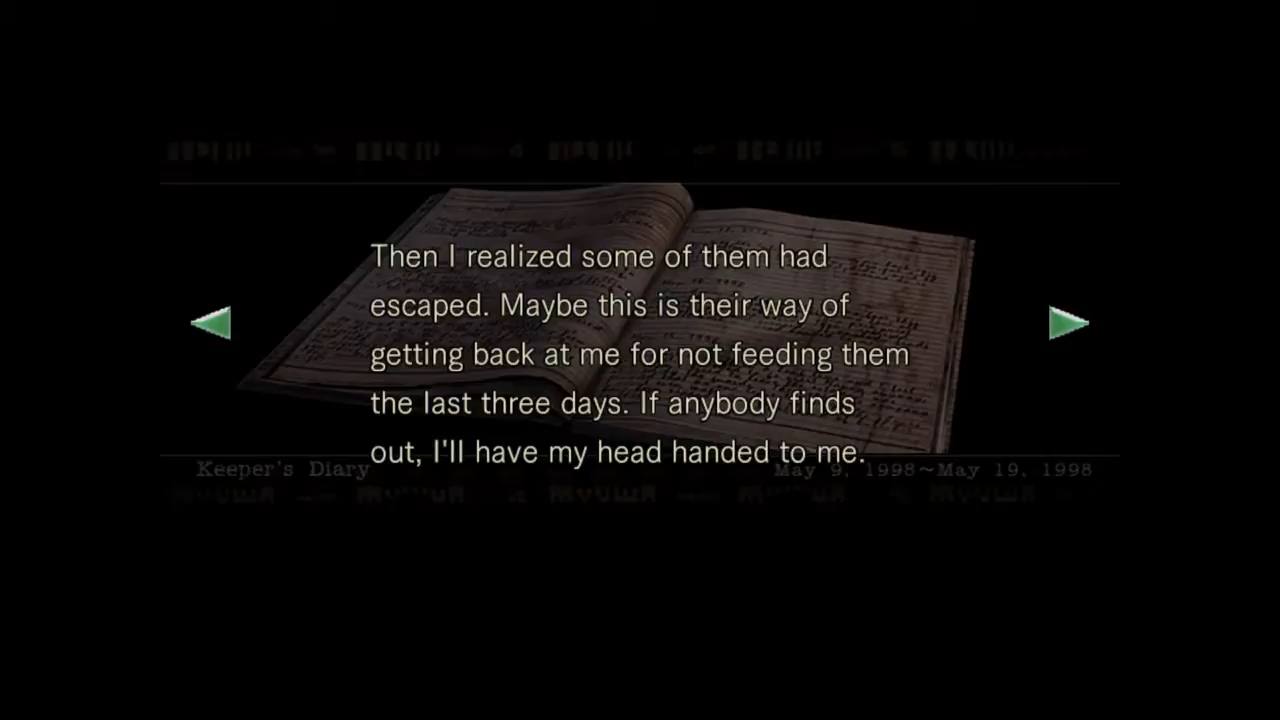 Then I realized some of them had
escaped. Maybe this is their way of
getting back at me for not feeding them
the last three days. If anybody finds
out, I'll have my head handed to me.
Keeper's Diary
May 9, 1998~May 19, 1998